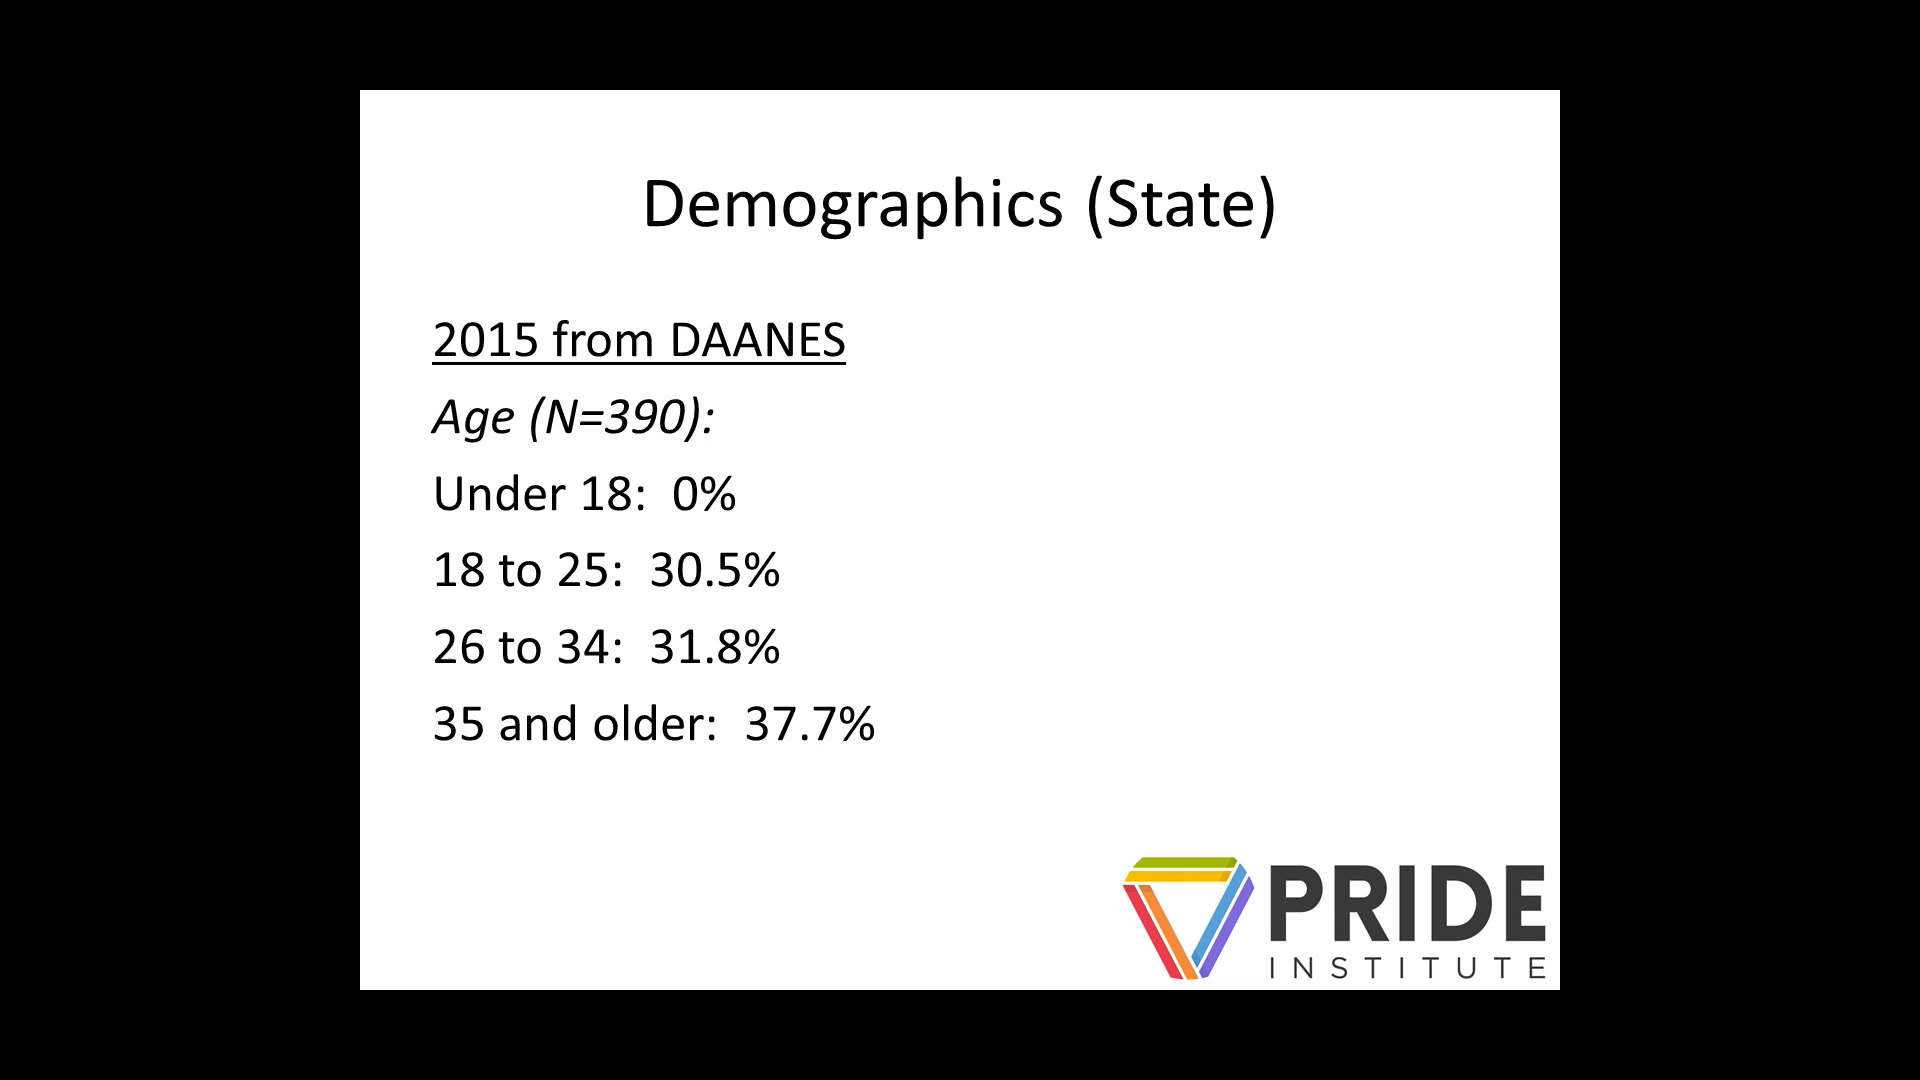 Demographics (State)
2015 from DAANES
Age (N=390):
Under 18:  0%
18 to 25:  30.5%
26 to 34:  31.8%
35 and older:  37.7%
PRIDE
INSTITUTE